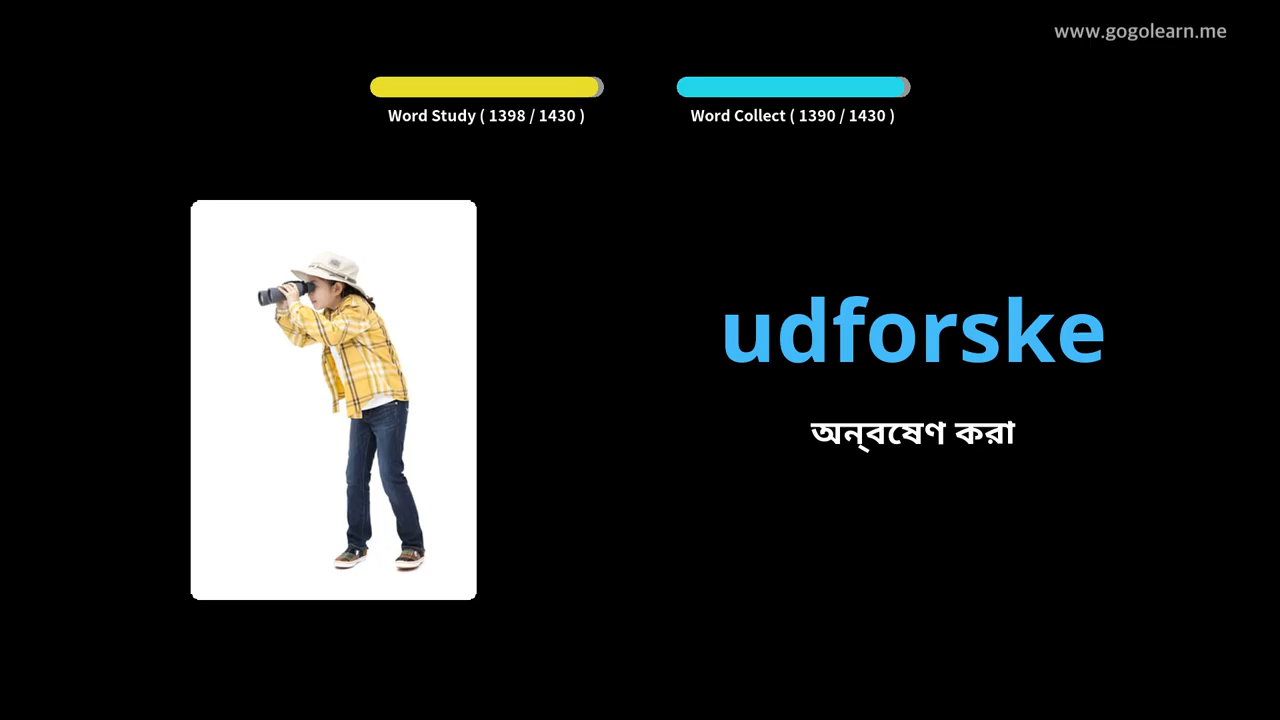 www.gogolearn.me
Word Study ( 1398 / 1430 )
Word Collect ( 1390 / 1430 )
udforske
অন্বেষণ করা